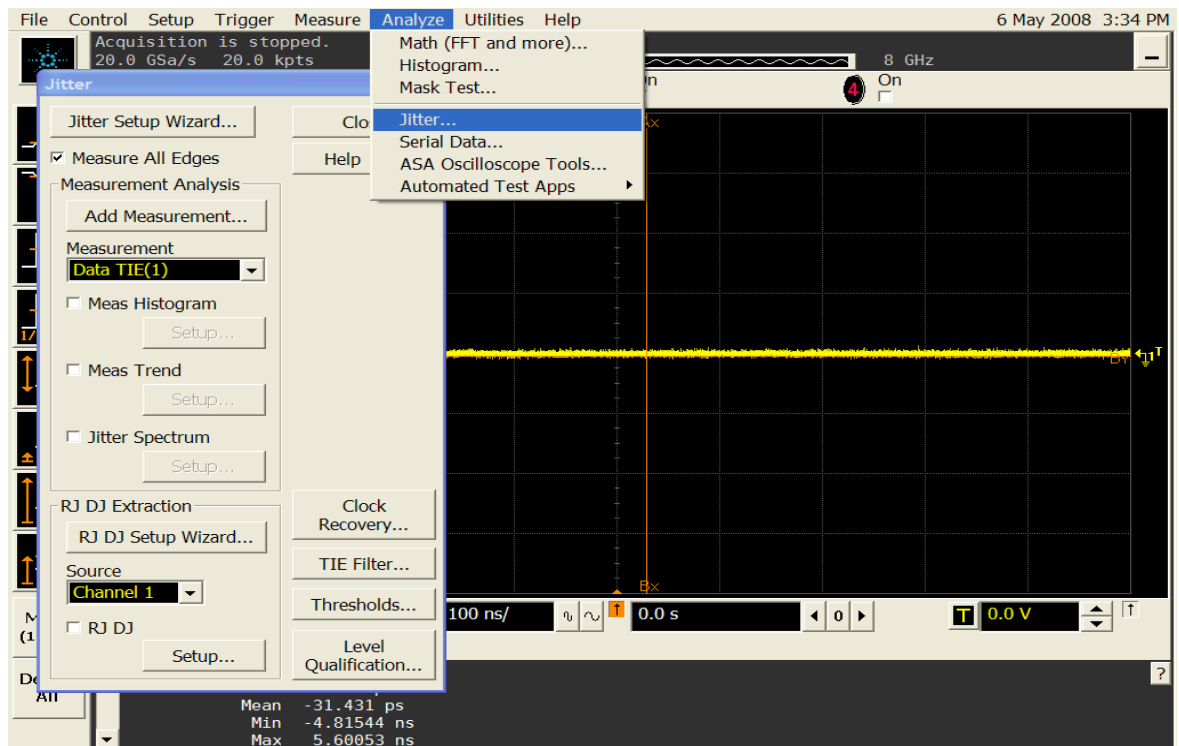 File Control Setup Trigger Measure Analyze Utilities Help 6 May 2008 3:34 PM
Acquisition is stopped.
20.0 GSa/s 20.0 kpts
8 GHz
Math (FFT and more)...
Histogram...
Mask Test...
Jitter...
Serial Data...
ASA Oscilloscope Tools...
Automated Test Apps
4 On
Jitter
Jitter Setup Wizard...
Help
Measure All Edges
Measurement Analysis
Add Measurement...
Measurement
Data TIE(1)
Meas Histogram
Setup...
Meas Trend
Setup...
Jitter Spectrum
Setup...
RJ DJ Extraction
RJ DJ Setup Wizard...
Source
Channel 1
RJ DJ
Setup...
Clock
Recovery...
TIE Filter...
Thresholds...
Level
Qualification...
By
T
Bx
100 ns/ 0.0 s 0 T 0.0 V
?
All
Mean -31.431 ps
Min -4.81544 ns
Max 5.60053 ns